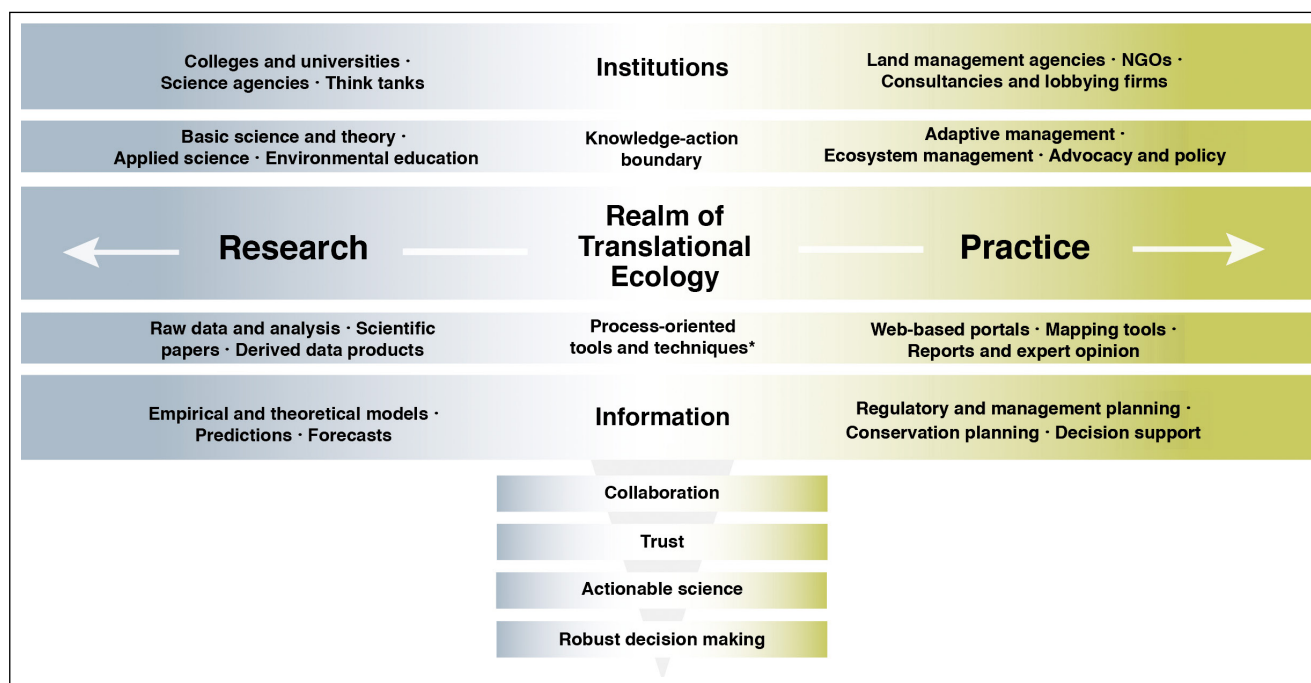 Colleges and universities ·
Science agencies · Think tanks
Institutions
Land management agencies · NGOs ·
Consultancies and lobbying firms
Basic science and theory ·
Applied science · Environmental education
Knowledge-action
boundary
Adaptive management ·
Ecosystem management · Advocacy and policy
Research
Realm of
Translational
Ecology
Practice
Raw data and analysis · Scientific
papers · Derived data products
Process-oriented
tools and techniques*
Web-based portals · Mapping tools ·
Reports and expert opinion
Empirical and theoretical models ·
Predictions · Forecasts
Information
Regulatory and management planning ·
Conservation planning · Decision support
Collaboration
Trust
Actionable science
Robust decision making